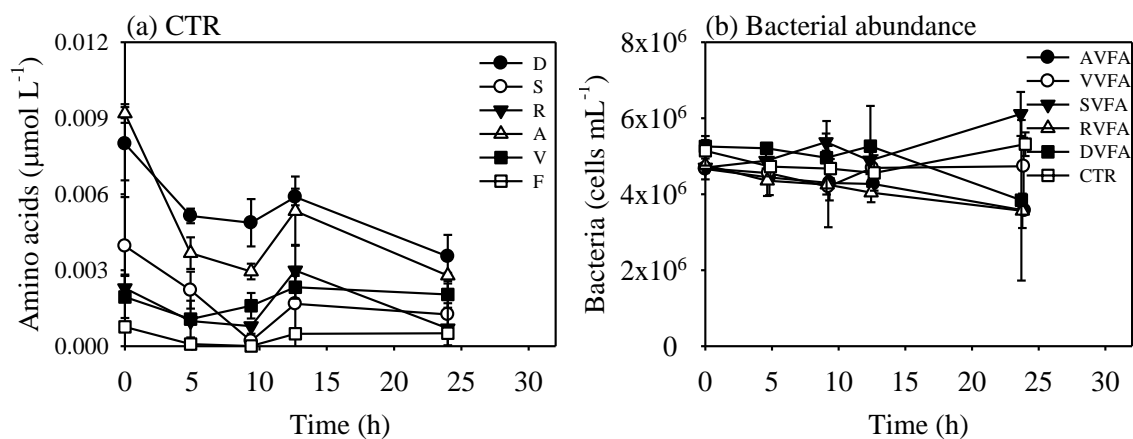 (a) CTR
Amino acids (μmol L⁻¹)
0.012
0.009
0.006
0.003
0.000
D
S
R
A
V
F
0 5 10 15 20 25 30
Time (h)
(b) Bacterial abundance
Bacteria (cells mL⁻¹)
8x10⁶
6x10⁶
4x10⁶
2x10⁶
0
AVFA
VVFA
SVFA
RVFA
DVFA
CTR
0 5 10 15 20 25 30
Time (h)